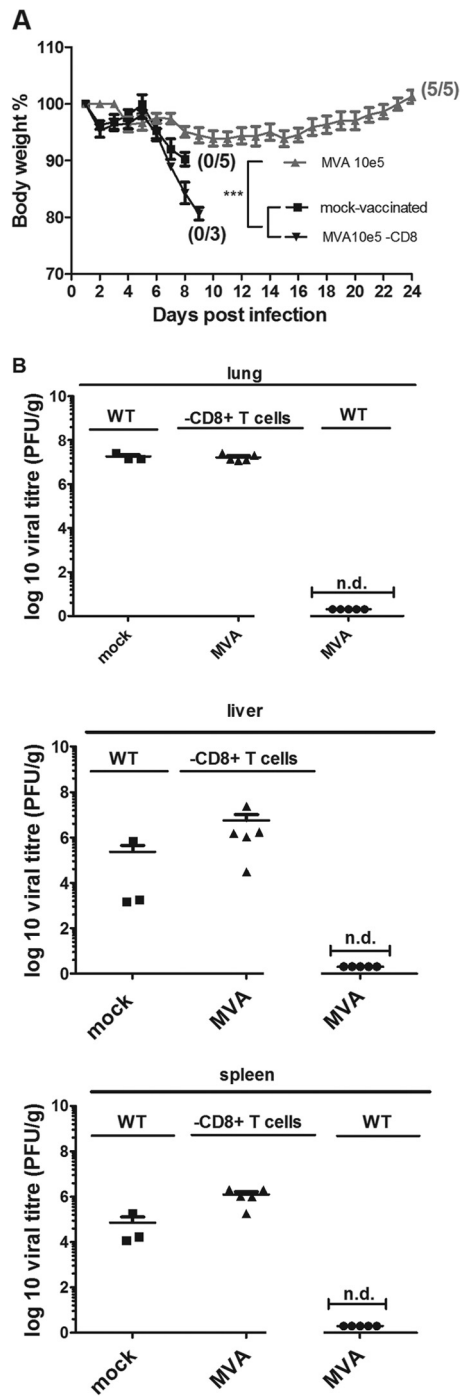 A
Body weight %
110
100
90
80
70
0 2 4 6 8 10 12 14 16 18 20 22 24
Days post infection
(5/5)
(0/5)
(0/3)
***
MVA 10e5
mock-vaccinated
MVA10e5 -CD8
B
lung
WT -CD8+ T cells WT
log 10 viral titre (PFU/g)
10
8
6
4
2
0
n.d.
mock MVA MVA
liver
WT -CD8+ T cells
log 10 viral titre (PFU/g)
10
8
6
4
2
0
n.d.
mock MVA MVA
spleen
WT -CD8+ T cells WT
log 10 viral titre (PFU/g)
10
8
6
4
2
0
n.d.
mock MVA MVA